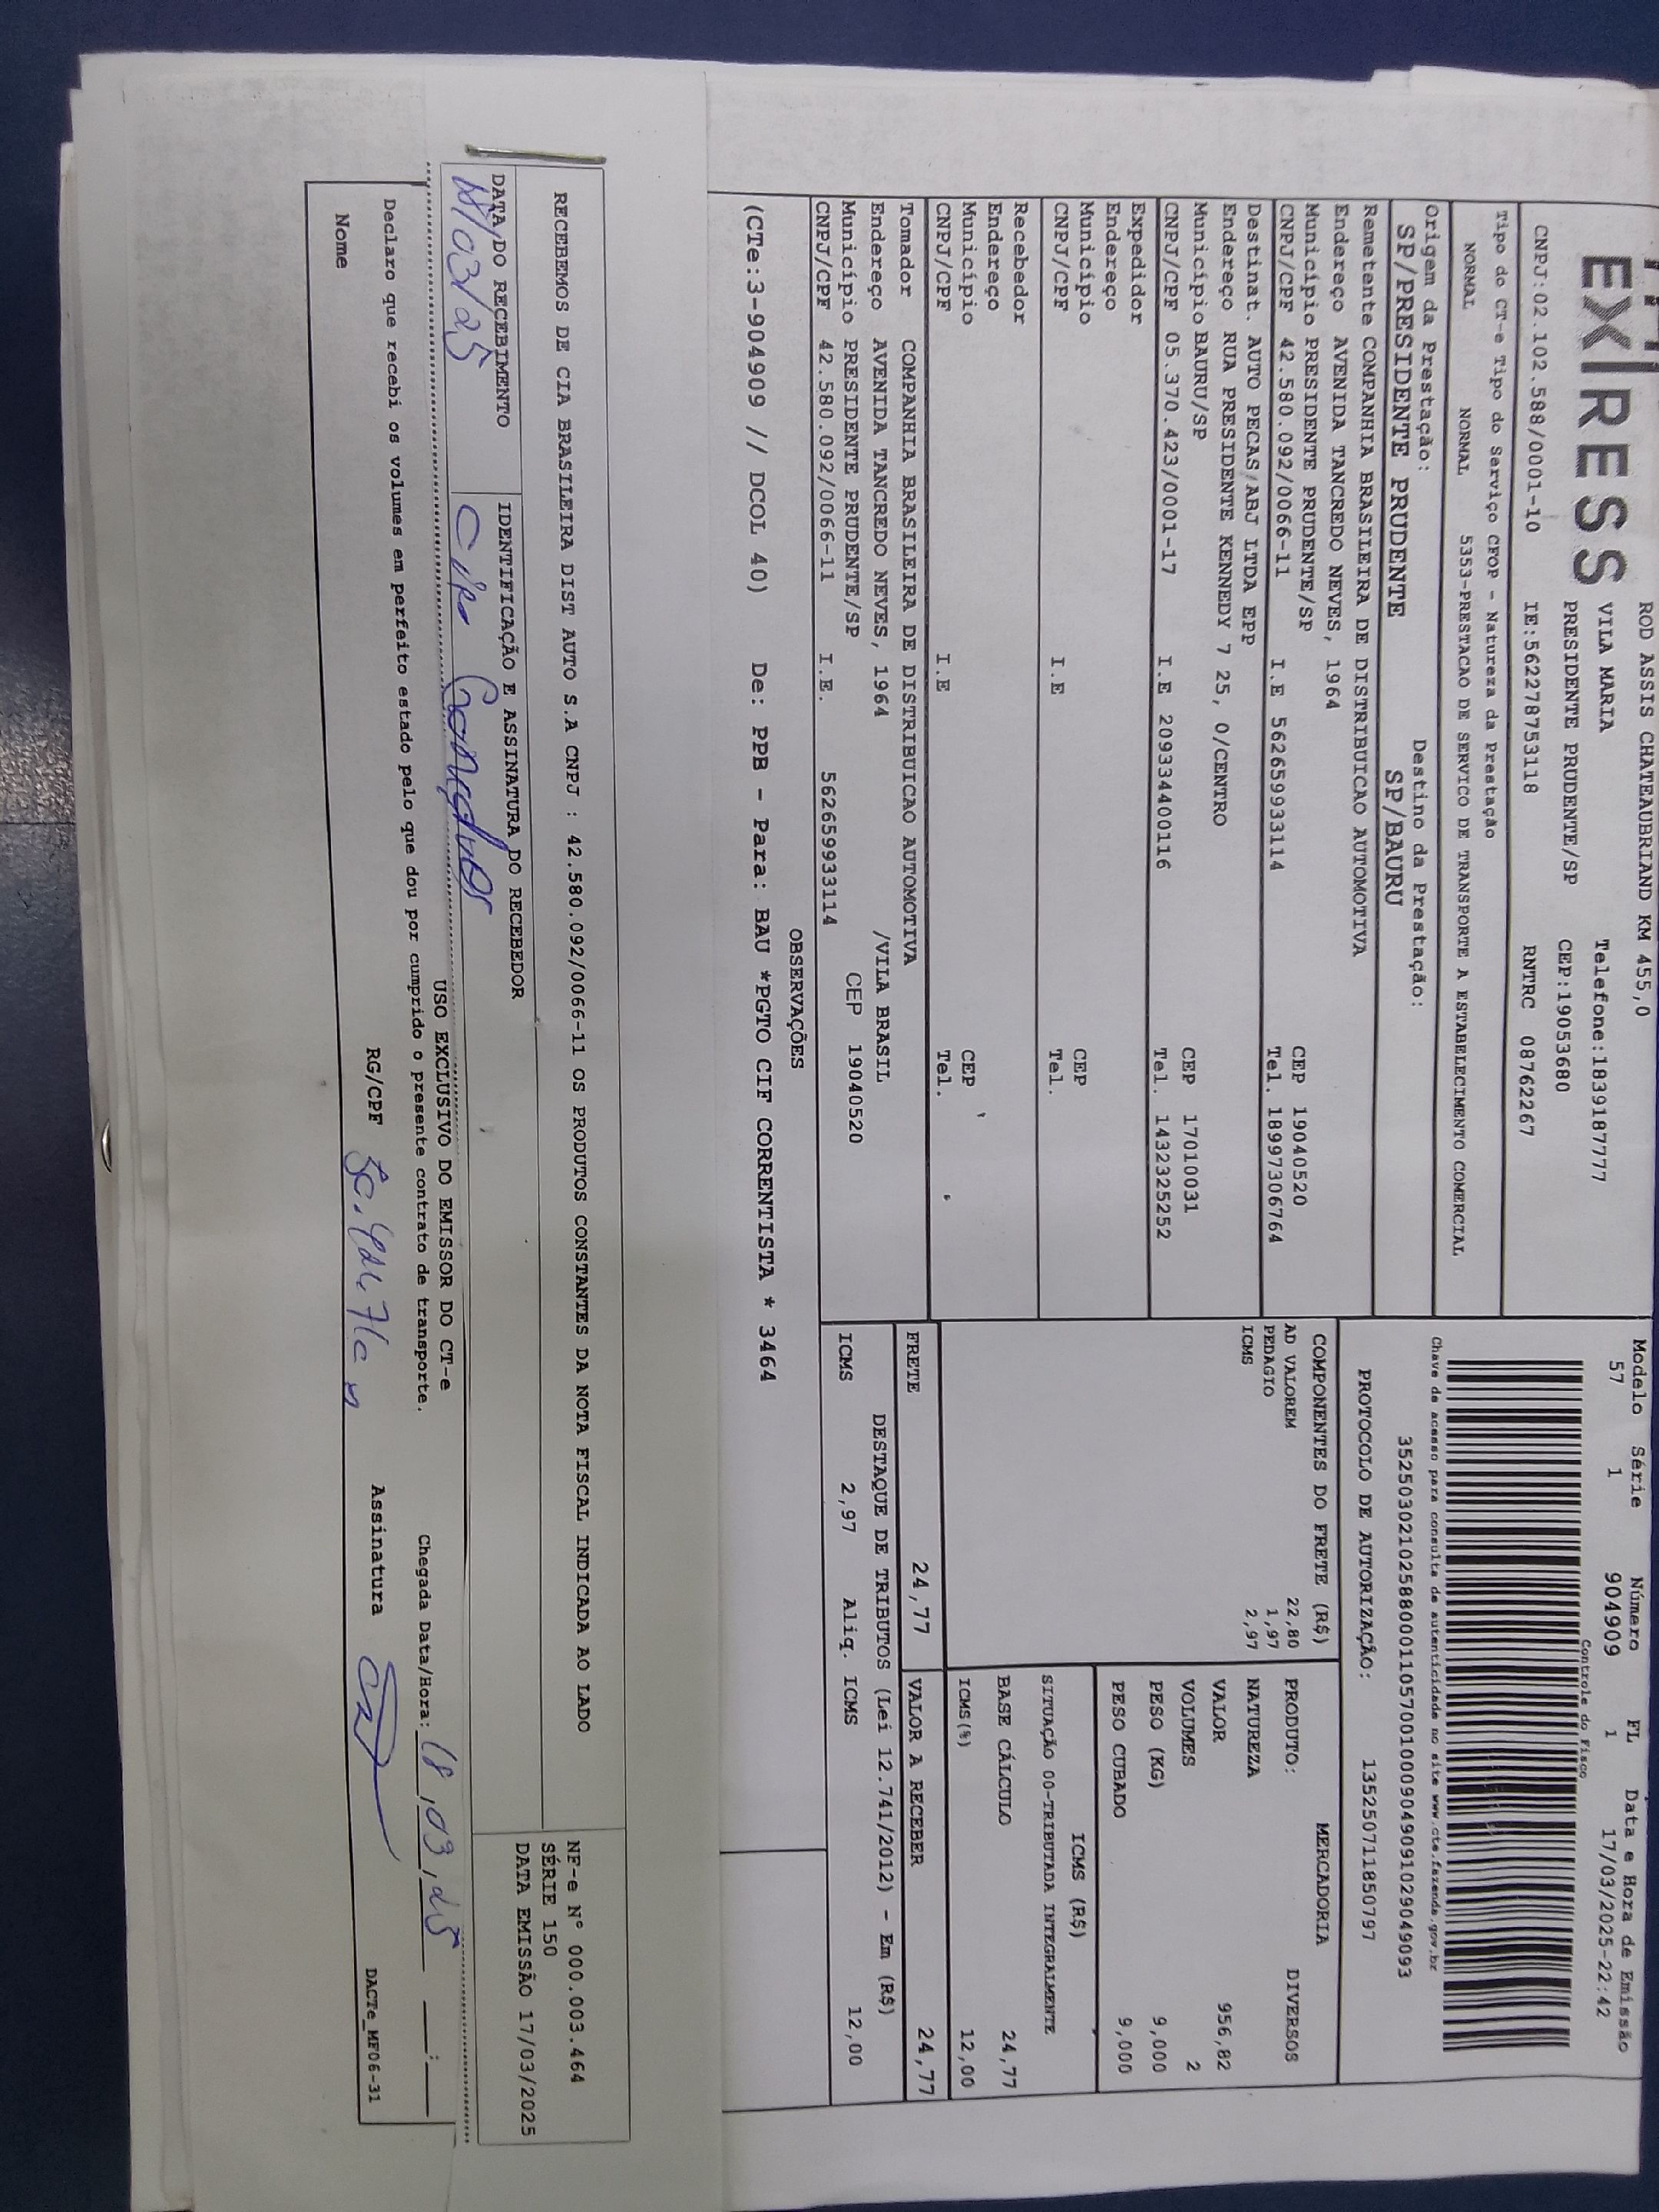 EXPRESS
ROD ASSIS CHATEAUBRIAND KM 455,0
VILA MARIA Telefone:1839187777
PRESIDENTE PRUDENTE/SP CEP:19053680
CNPJ:02.102.588/0001-10 IE:562278753118 RNTRC 08762267
Modelo Série Número FL Data e Hora de Emissão
57 1 904909 1 17/03/2025-22:42
Controle do Fisco
Tipo do CT-e Tipo do Serviço CFOP - Natureza da Prestação
NORMAL NORMAL 5353-PRESTACAO DE SERVICO DE TRANSPORTE A ESTABELECIMENTO COMERCIAL
Chave de acesso para consulta de autenticidade no site www.cte.fazenda.gov.br
35250302102588000110570010009049091029049093
Origem da Prestação: Destino da Prestação:
SP/PRESIDENTE PRUDENTE SP/BAURU
PROTOCOLO DE AUTORIZAÇÃO: 135250711850797
Remetente COMPANHIA BRASILEIRA DE DISTRIBUICAO AUTOMOTIVA
Endereço AVENIDA TANCREDO NEVES, 1964
Município PRESIDENTE PRUDENTE/SP CEP 19040520
CNPJ/CPF 42.580.092/0066-11 I.E 562659933114 Tel. 18997306764
Destinat. AUTO PECAS ABJ LTDA EPP
Endereço RUA PRESIDENTE KENNEDY 7 25, 0/CENTRO
Município BAURU/SP CEP 17010031
CNPJ/CPF 05.370.423/0001-17 I.E 209334400116 Tel. 1432325252
Expedidor
Endereço
Município CEP
CNPJ/CPF I.E Tel.
Recebedor
Endereço
Município CEP
CNPJ/CPF I.E Tel.
Tomador COMPANHIA BRASILEIRA DE DISTRIBUICAO AUTOMOTIVA
Endereço AVENIDA TANCREDO NEVES, 1964 /VILA BRASIL
Município PRESIDENTE PRUDENTE/SP CEP 19040520
CNPJ/CPF 42.580.092/0066-11 I.E. 562659933114
COMPONENTES DO FRETE (R$)
AD VALOREM 22,80
PEDAGIO 1,97
ICMS 2,97
MERCADORIA
PRODUTO: DIVERSOS
NATUREZA
VALOR 956,82
VOLUMES 2
PESO (KG) 9,000
PESO CUBADO 9,000
ICMS (R$)
SITUAÇÃO 00-TRIBUTADA INTEGRALMENTE
BASE CÁLCULO 24,77
ICMS(%) 12,00
FRETE 24,77 VALOR A RECEBER 24,77
DESTAQUE DE TRIBUTOS (Lei 12.741/2012) - Em (R$)
ICMS 2,97 Aliq. ICMS 12,00
OBSERVAÇÕES
(CTe:3-904909 // DCOL 40) De: PPB - Para: BAU *PGTO CIF CORRENTISTA * 3464
RECEBEMOS DE CIA BRASILEIRA DIST AUTO S.A CNPJ : 42.580.092/0066-11 OS PRODUTOS CONSTANTES DA NOTA FISCAL INDICADA AO LADO
NF-e Nº 000.003.464
SÉRIE 150
DATA EMISSÃO 17/03/2025
DATA DO RECEBIMENTO IDENTIFICAÇÃO E ASSINATURA DO RECEBEDOR
18/03/25
USO EXCLUSIVO DO EMISSOR DO CT-e
Declaro que recebi os volumes em perfeito estado pelo que dou por cumprido o presente contrato de transporte. Chegada Data/Hora: 18,03,25 :
Nome RG/CPF Assinatura
DACTe_MF06-31